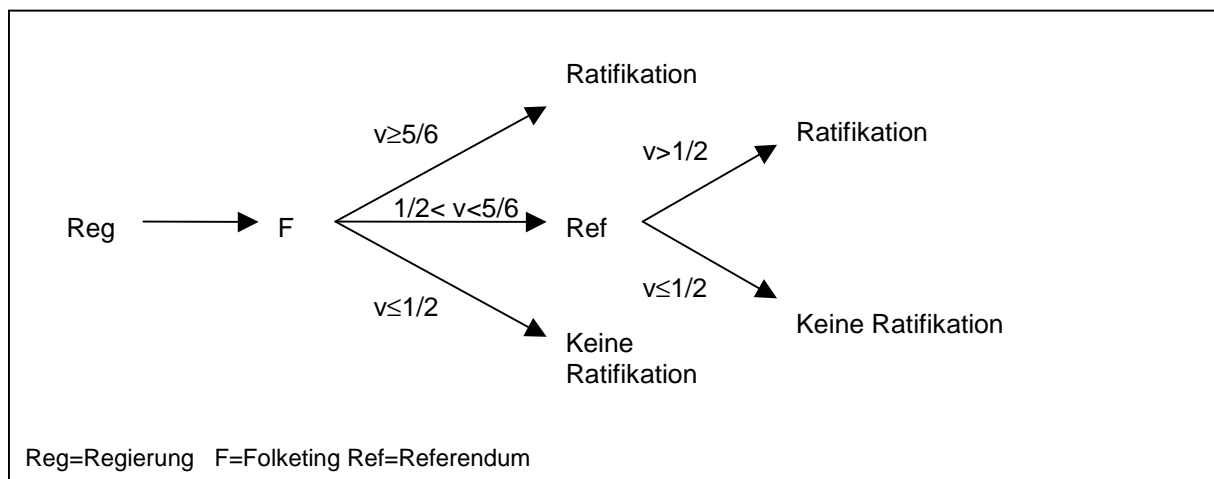 Ratifikation
v≥5/6
Ratifikation
v>1/2
1/2< v<5/6
Reg
F
Ref
v≤1/2
v≤1/2
Keine Ratifikation
Keine
Ratifikation
Reg=Regierung F=Folketing Ref=Referendum